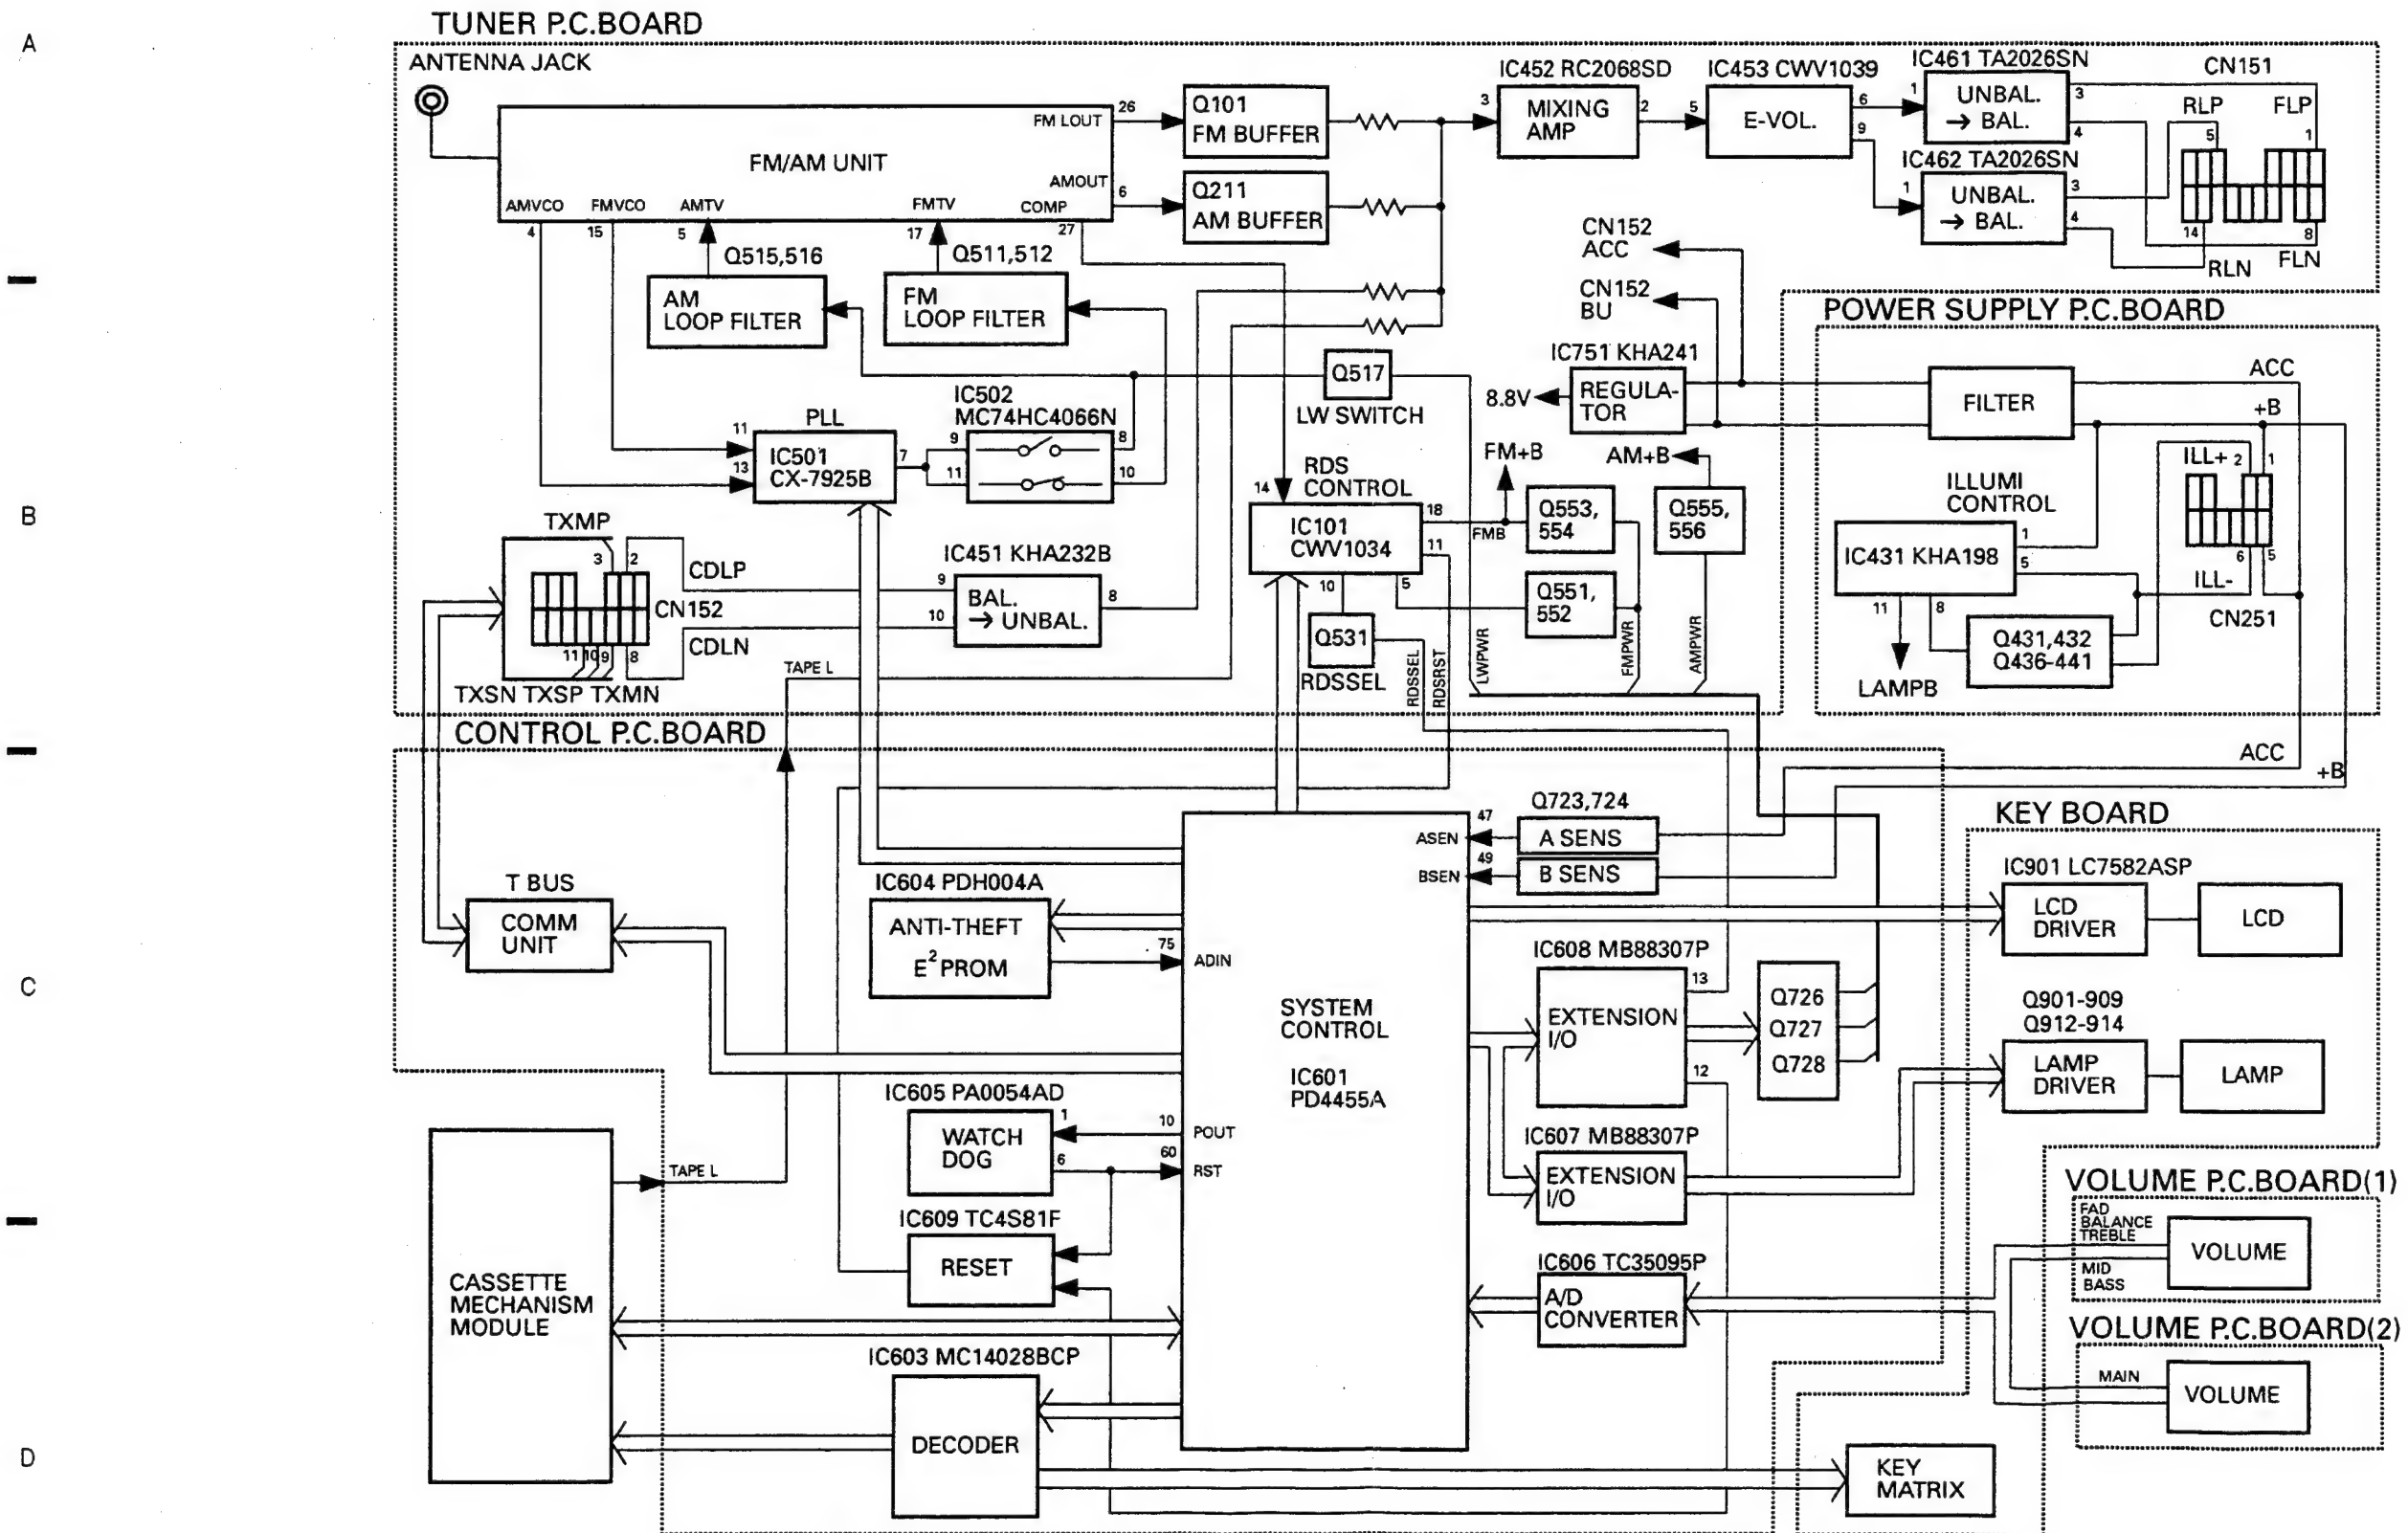 TUNER P.C.BOARD
A
ANTENNA JACK
FM/AM UNIT
FM LOUT
26
AMOUT
6
AMVCO
FMVCO
AMTV
FMTV
COMP
4
15
5
17
27
Q101
FM BUFFER
Q211
AM BUFFER
IC452 RC2068SD
3
MIXING
AMP
2
IC453 CWV1039
5
E-VOL.
6
9
IC461 TA2026SN
1
UNBAL.
→ BAL.
3
4
IC462 TA2026SN
1
UNBAL.
→ BAL.
3
4
CN151
RLP
FLP
5
1
14
8
RLN
FLN
Q515,516
AM
LOOP FILTER
Q511,512
FM
LOOP FILTER
CN152
ACC
CN152
BU
IC751 KHA241
8.8V
REGULA-
TOR
POWER SUPPLY P.C.BOARD
FILTER
ACC
+B
Q517
LW SWITCH
IC502
MC74HC4066N
9
8
11
10
PLL
11
13
IC501
CX-7925B
7
B
RDS
CONTROL
14
IC101
CWV1034
18
11
10
5
FMB
FM+B
AM+B
Q553,
554
Q555,
556
Q551,
552
Q531
RDSSEL
RDSSEL
RDSRST
LWPWR
FMPWR
AMPWR
ILL+
2
1
ILLUMI
CONTROL
IC431 KHA198
1
5
11
8
6
5
ILL-
CN251
Q431,432
Q436-441
LAMPB
TXMP
3
2
CDLP
CN152
CDLN
11
10
9
8
TXSN TXSP TXMN
IC451 KHA232B
9
10
BAL.
→ UNBAL.
8
TAPE L
CONTROL P.C.BOARD
ACC
+B
T BUS
COMM
UNIT
IC604 PDH004A
ANTI-THEFT
E2PROM
75
ADIN
Q723,724
47
ASEN
A SENS
49
BSEN
B SENS
KEY BOARD
IC901 LC7582ASP
LCD
DRIVER
LCD
C
SYSTEM
CONTROL
IC601
PD4455A
IC608 MB88307P
13
EXTENSION
I/O
12
Q726
Q727
Q728
Q901-909
Q912-914
LAMP
DRIVER
LAMP
IC605 PA0054AD
WATCH
DOG
1
10
POUT
6
60
RST
IC607 MB88307P
EXTENSION
I/O
TAPE L
IC609 TC4S81F
RESET
CASSETTE
MECHANISM
MODULE
IC606 TC35095P
A/D
CONVERTER
VOLUME P.C.BOARD(1)
FAD
BALANCE
TREBLE
MID
BASS
VOLUME
VOLUME P.C.BOARD(2)
MAIN
VOLUME
IC603 MC14028BCP
DECODER
KEY
MATRIX
D